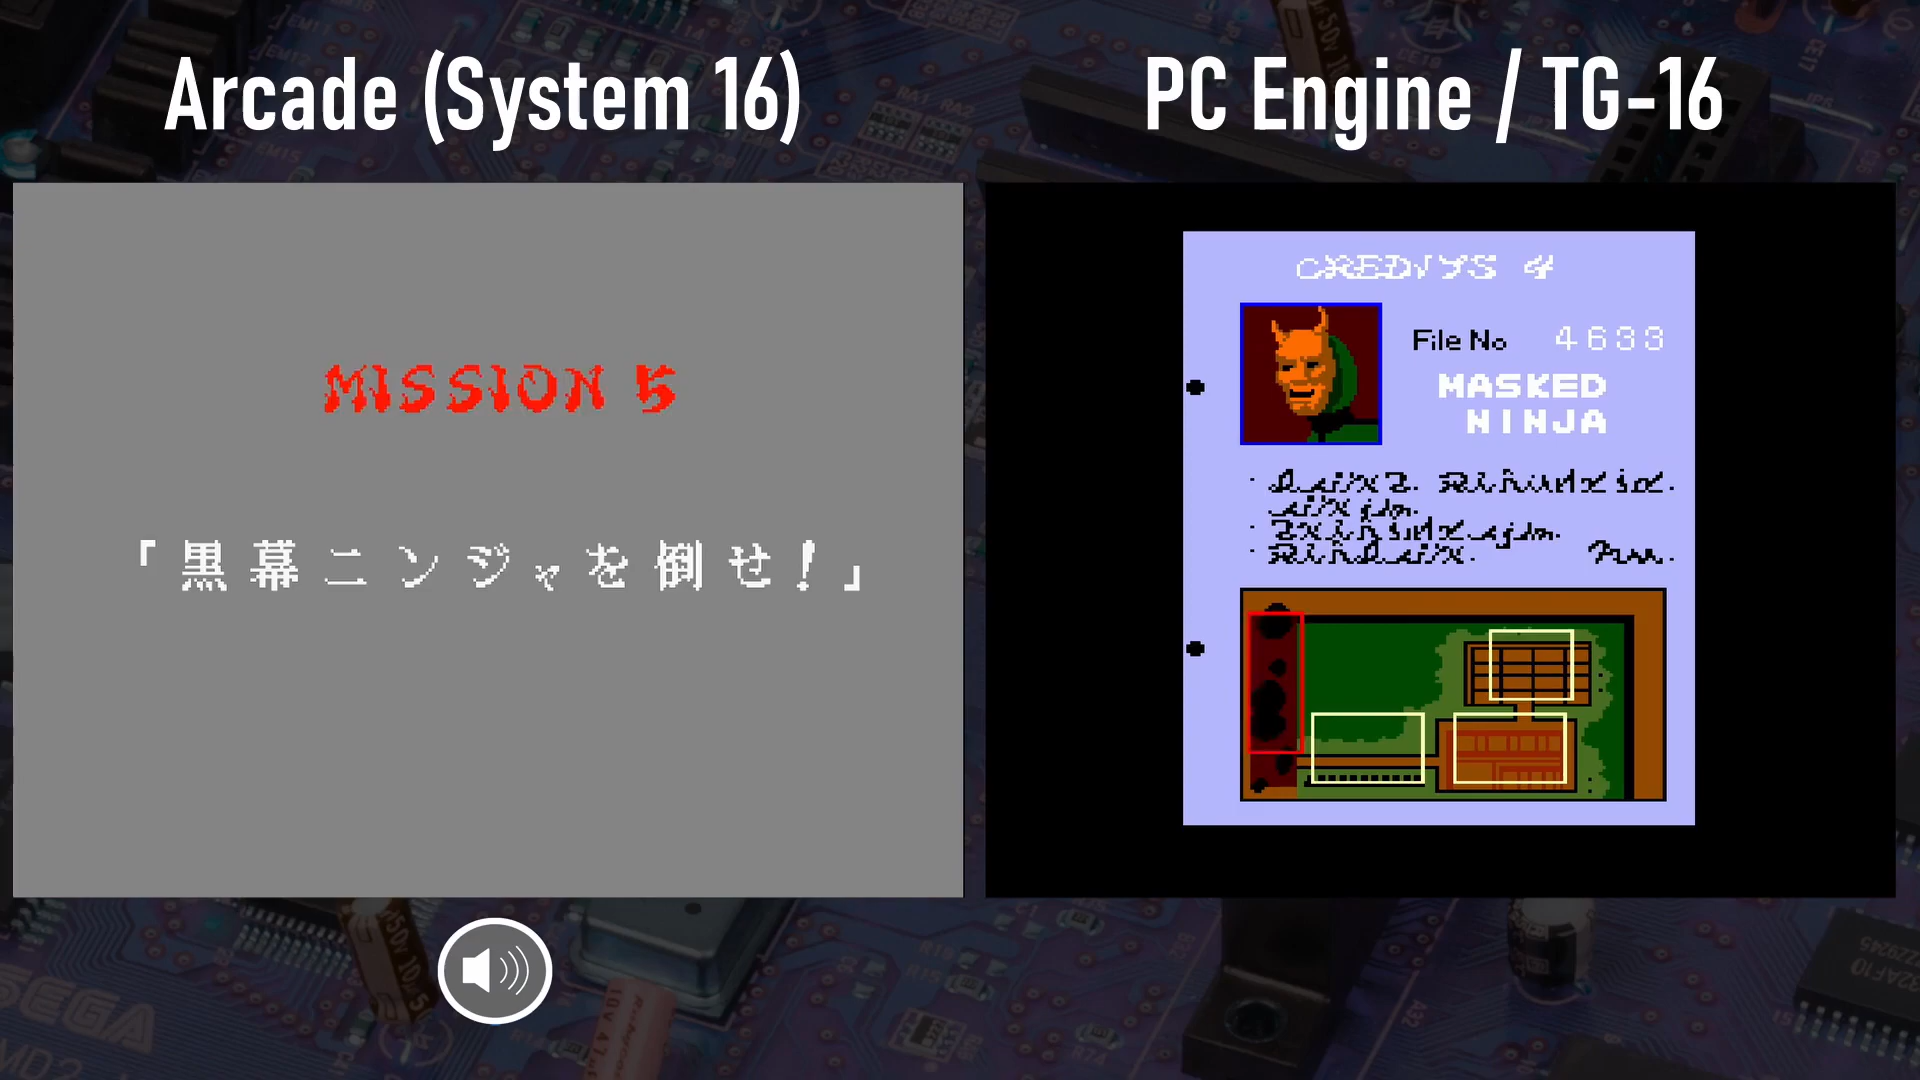 Arcade (System 16)
PC Engine / TG-16
MISSION 5
「黒幕ニンジャを倒せ!」
CREDITS 4
File No 4633
MASKED
NINJA
SEGA